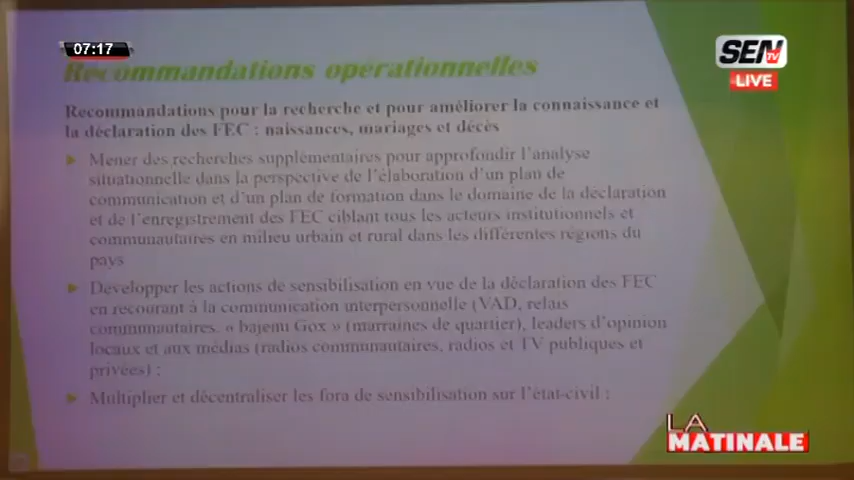 07:17
SEN TV
LIVE
Recommandations opérationnelles
Recommandations pour la recherche et pour améliorer la connaissance et
la déclaration des FEC : naissances, mariages et décès
Mener des recherches supplémentaires pour approfondir l'analyse
situationnelle dans la perspective de l'élaboration d'un plan de
communication et d'un plan de formation dans le domaine de la déclaration
et de l'enregistrement des FEC ciblant tous les acteurs institutionnels et
communautaires en milieu urbain et rural dans les différentes régions du
pays
Développer les actions de sensibilisation en vue de la déclaration des FEC
en recourant à la communication interpersonnelle (VAD, relais
communautaires, « bajenu Gox » (marraines de quartier), leaders d'opinion
locaux et aux médias (radios communautaires, radios et TV publiques et
privées) ;
Multiplier et décentraliser les fora de sensibilisation sur l'état-civil ;
LA
MATINALE